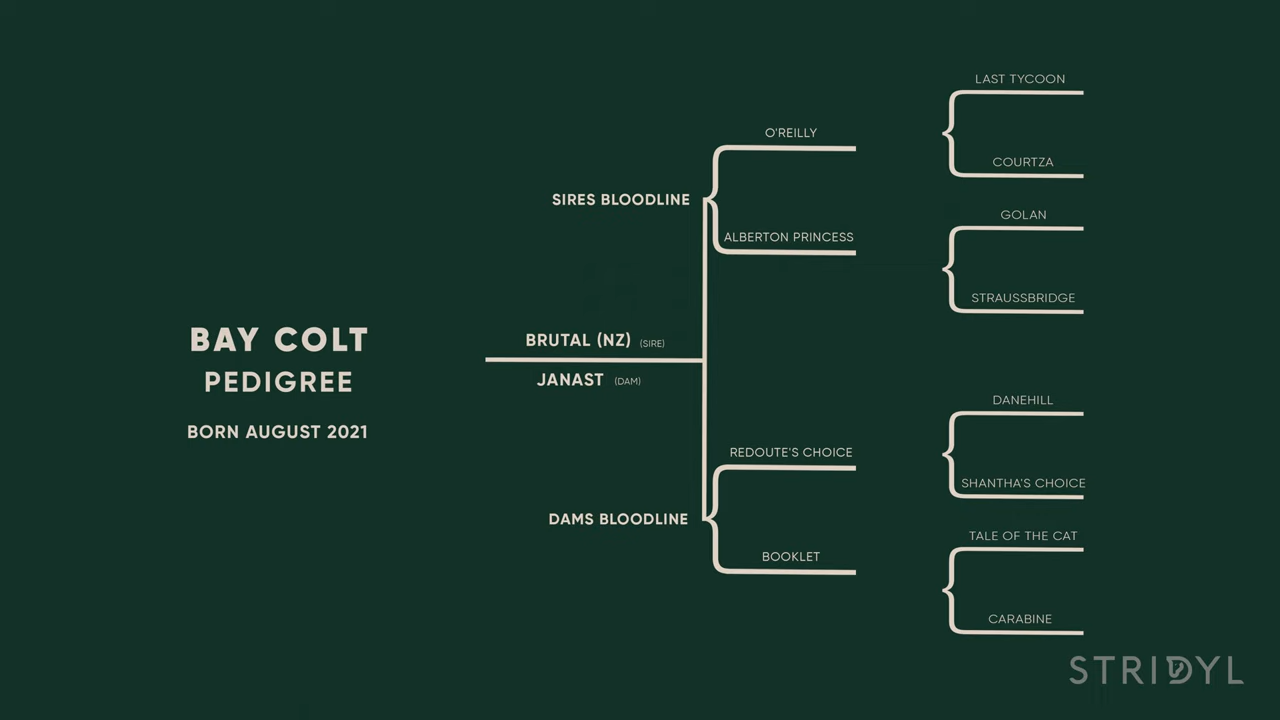 BAY COLT
PEDIGREE
BORN AUGUST 2021
BRUTAL (NZ) (SIRE)
JANAST (DAM)
SIRES BLOODLINE
O'REILLY
ALBERTON PRINCESS
LAST TYCOON
COURTZA
GOLAN
STRAUSSBRIDGE
DAMS BLOODLINE
REDOUTE'S CHOICE
BOOKLET
DANEHILL
SHANTHA'S CHOICE
TALE OF THE CAT
CARABINE
STRIDYL